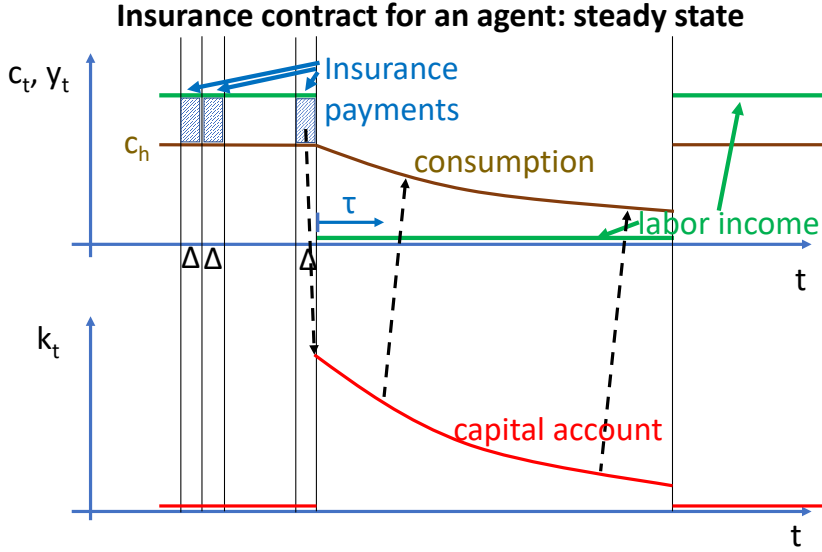 Insurance contract for an agent: steady state
c_t, y_t
Insurance
payments
c_h
consumption
τ
labor income
Δ Δ Δ
t
k_t
capital account
t